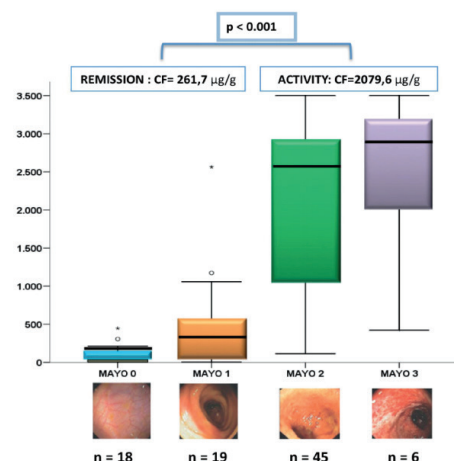 p < 0.001
REMISSION : CF= 261,7 µg/g
ACTIVITY: CF=2079,6 µg/g
3.500
3.000
2.500
2.000
1.500
1.000
500
0
MAYO 0
MAYO 1
MAYO 2
MAYO 3
n = 18
n = 19
n = 45
n = 6